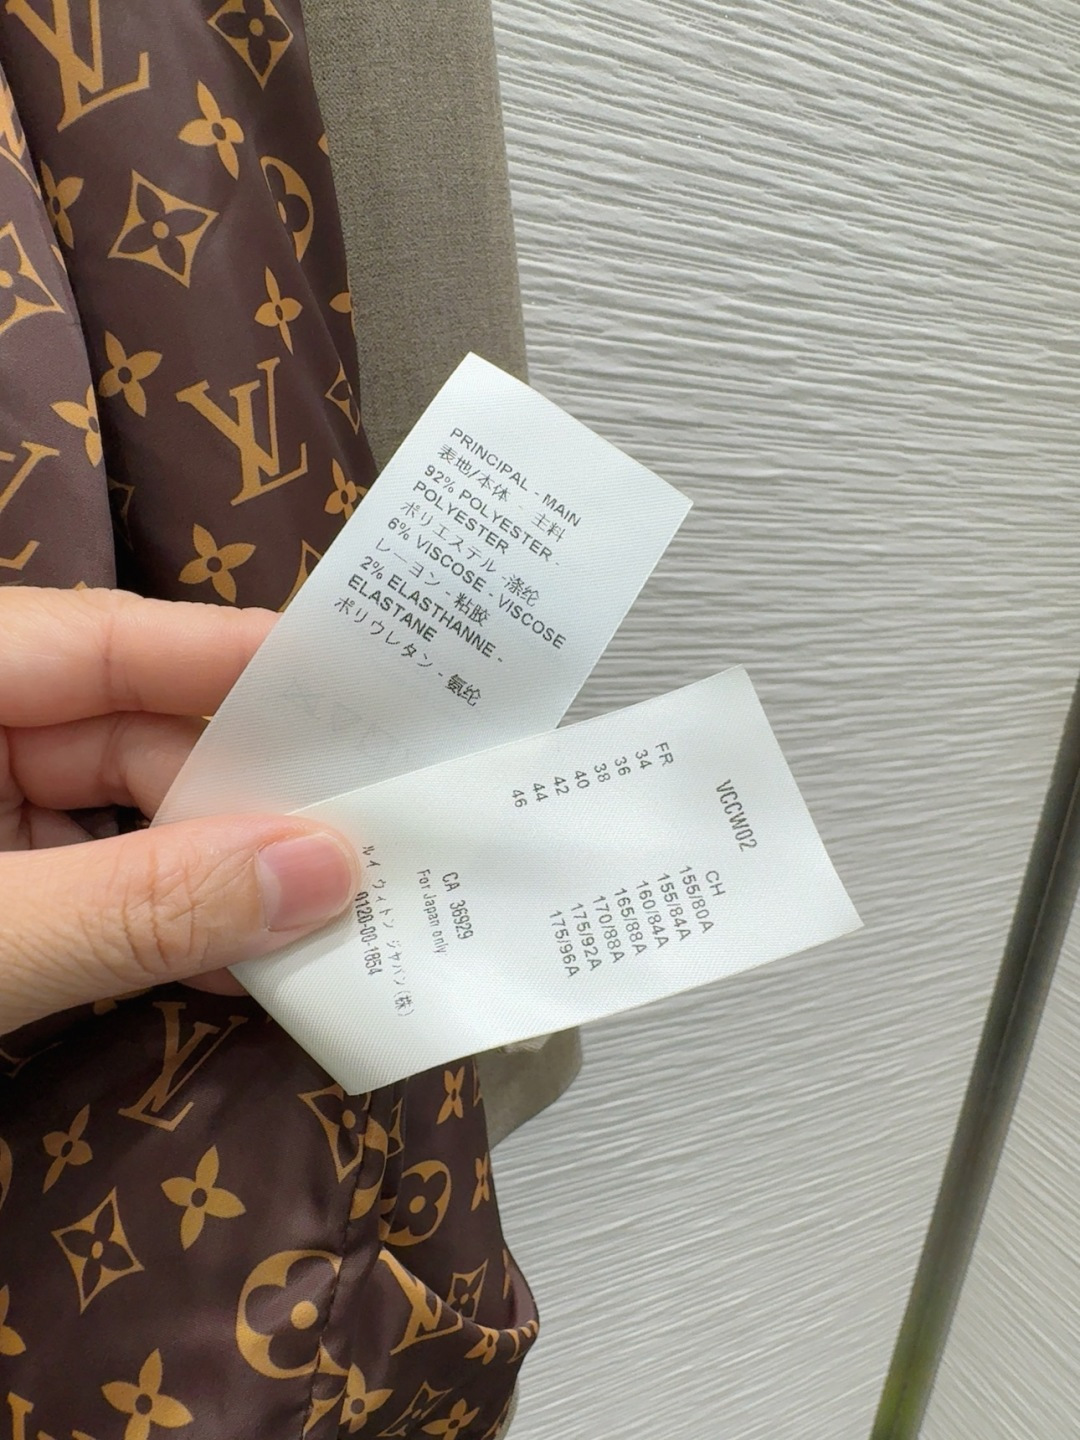 PRINCIPAL - MAIN
表地/本体 - 主料
92% POLYESTER -
POLYESTER
ポリエステル -涤纶
6% VISCOSE - VISCOSE
レーヨン - 粘胶
2% ELASTHANNE -
ELASTANE
ポリウレタン - 氨纶
VCCW02
FR CH
34 155/80A
36 155/84A
38 160/84A
40 165/88A
42 170/88A
44 175/92A
46 175/96A
CA 36929
For Japan only
ルイ ヴィトン ジャパン(株)
0120-00-1854